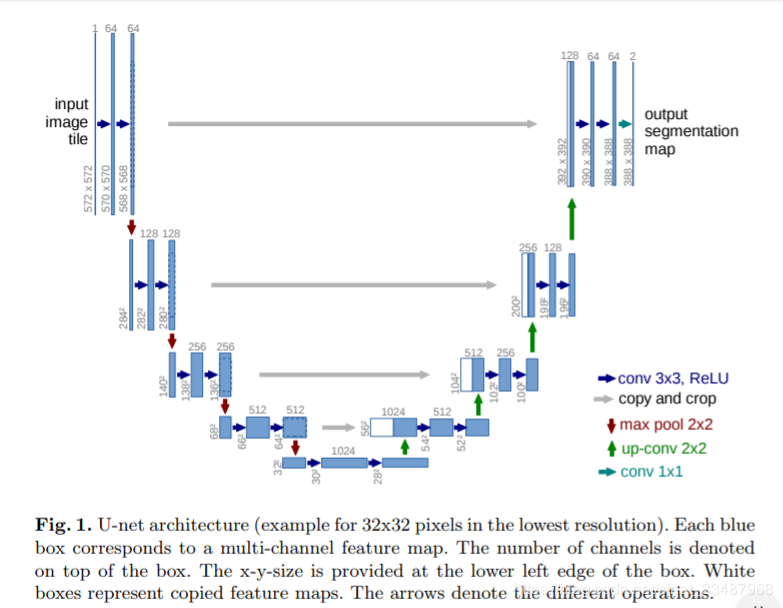 1 64 64
128 64 64 2
input
image
tile
output
segmentation
map
572 x 572
570 x 570
568 x 568
392 x 392
390 x 390
388 x 388
388 x 388
128 128
256 128
284²
282²
280²
200²
198²
196²
256 256
512 256
140²
138²
136²
104²
102²
100²
512 512
1024 512
68²
66²
64²
56²
54²
52²
1024
32²
30²
28²
conv 3x3, ReLU
copy and crop
max pool 2x2
up-conv 2x2
conv 1x1
Fig. 1. U-net architecture (example for 32x32 pixels in the lowest resolution). Each blue
box corresponds to a multi-channel feature map. The number of channels is denoted
on top of the box. The x-y-size is provided at the lower left edge of the box. White
boxes represent copied feature maps. The arrows denote the different operations.